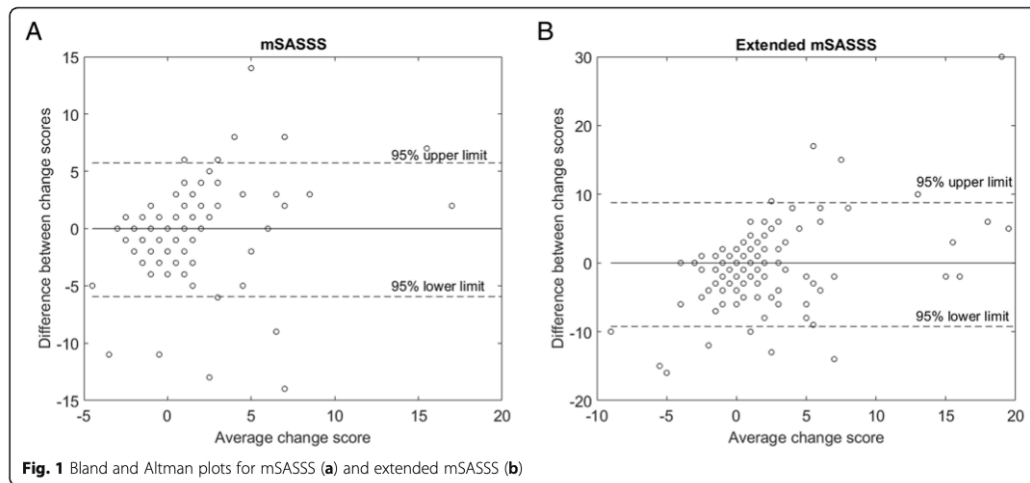 A
mSASSS
Difference between change scores
15
10
5
0
-5
-10
-15
95% upper limit
95% lower limit
-5
0
5
10
15
20
Average change score
B
Extended mSASSS
Difference between change scores
30
20
10
0
-10
-20
95% upper limit
95% lower limit
-10
-5
0
5
10
15
20
Average change score
Fig. 1 Bland and Altman plots for mSASSS (a) and extended mSASSS (b)